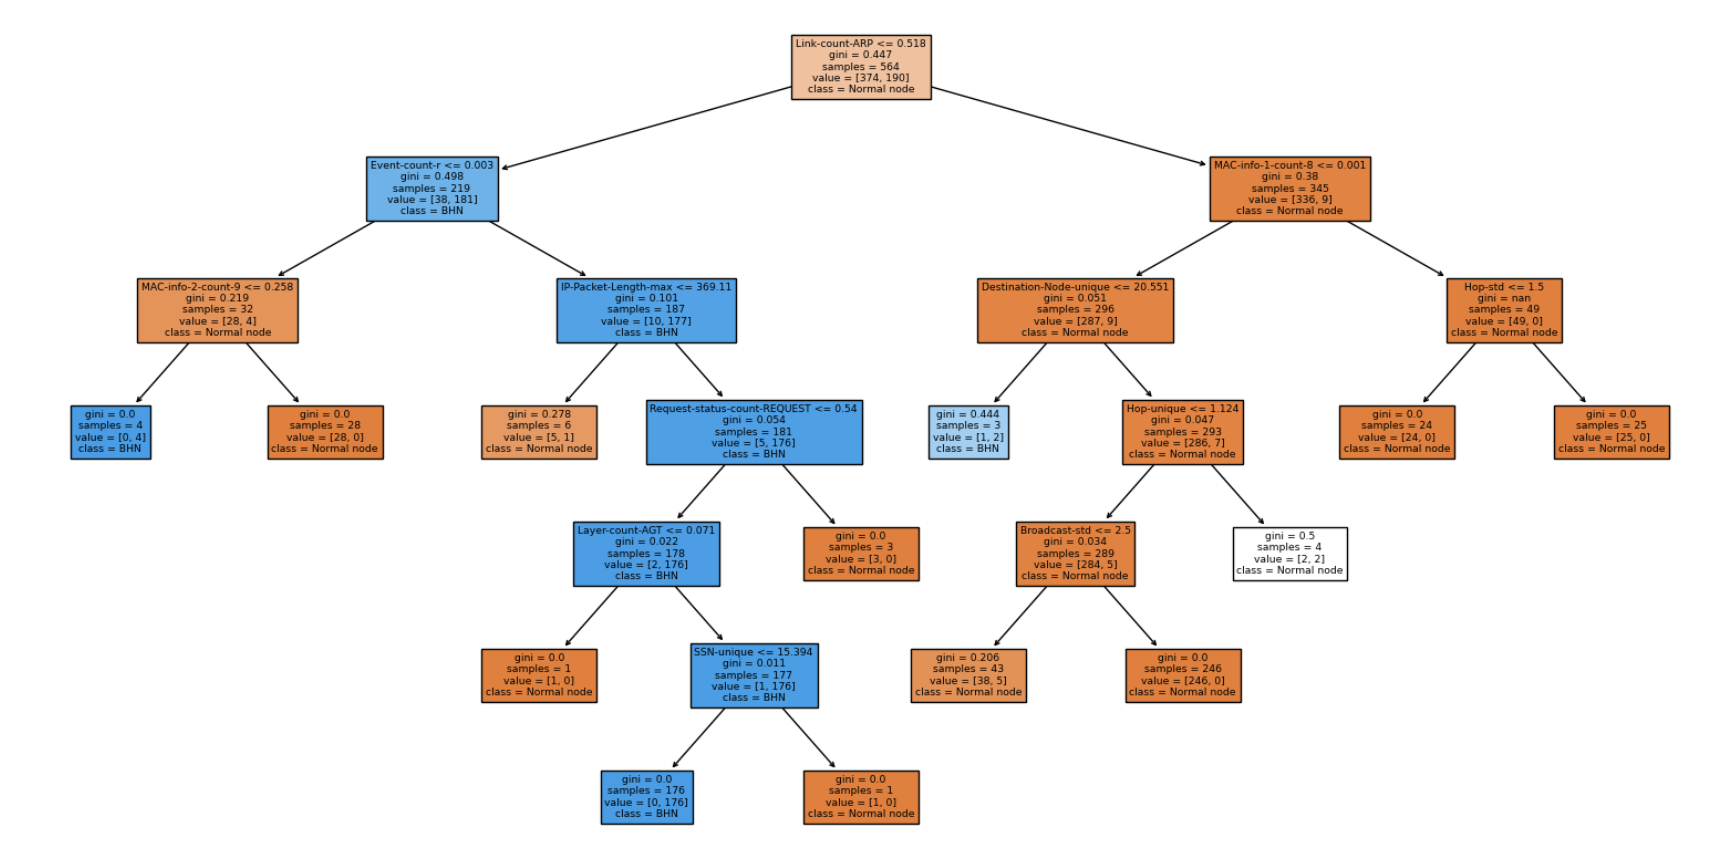 Link-count-ARP <= 0.518
gini = 0.447
samples = 564
value = [374, 190]
class = Normal node
Event-count-r <= 0.003
gini = 0.498
samples = 219
value = [38, 181]
class = BHN
MAC-info-1-count-8 <= 0.001
gini = 0.38
samples = 345
value = [336, 9]
class = Normal node
MAC-info-2-count-9 <= 0.258
gini = 0.219
samples = 32
value = [28, 4]
class = Normal node
IP-Packet-Length-max <= 369.11
gini = 0.101
samples = 187
value = [10, 177]
class = BHN
Destination-Node-unique <= 20.551
gini = 0.051
samples = 296
value = [287, 9]
class = Normal node
Hop-std <= 1.5
gini = nan
samples = 49
value = [49, 0]
class = Normal node
gini = 0.0
samples = 4
value = [0, 4]
class = BHN
gini = 0.0
samples = 28
value = [28, 0]
class = Normal node
gini = 0.278
samples = 6
value = [5, 1]
class = Normal node
Request-status-count-REQUEST <= 0.54
gini = 0.054
samples = 181
value = [5, 176]
class = BHN
gini = 0.444
samples = 3
value = [1, 2]
class = BHN
Hop-unique <= 1.124
gini = 0.047
samples = 293
value = [286, 7]
class = Normal node
gini = 0.0
samples = 24
value = [24, 0]
class = Normal node
gini = 0.0
samples = 25
value = [25, 0]
class = Normal node
Layer-count-AGT <= 0.071
gini = 0.022
samples = 178
value = [2, 176]
class = BHN
gini = 0.0
samples = 3
value = [3, 0]
class = Normal node
Broadcast-std <= 2.5
gini = 0.034
samples = 289
value = [284, 5]
class = Normal node
gini = 0.5
samples = 4
value = [2, 2]
class = Normal node
gini = 0.0
samples = 1
value = [1, 0]
class = Normal node
SSN-unique <= 15.394
gini = 0.011
samples = 177
value = [1, 176]
class = BHN
gini = 0.206
samples = 43
value = [38, 5]
class = Normal node
gini = 0.0
samples = 246
value = [246, 0]
class = Normal node
gini = 0.0
samples = 176
value = [0, 176]
class = BHN
gini = 0.0
samples = 1
value = [1, 0]
class = Normal node